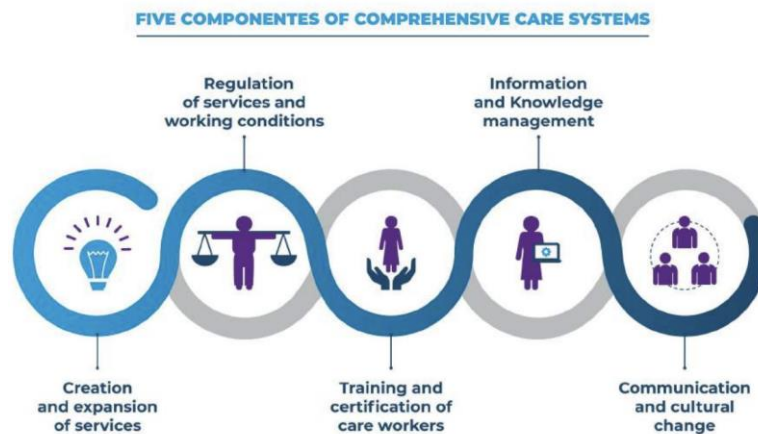 FIVE COMPONENTES OF COMPREHENSIVE CARE SYSTEMS
Regulation
of services and
working conditions
Information
and Knowledge
management
Creation
and expansion
of services
Training and
certification of
care workers
Communication
and cultural
change